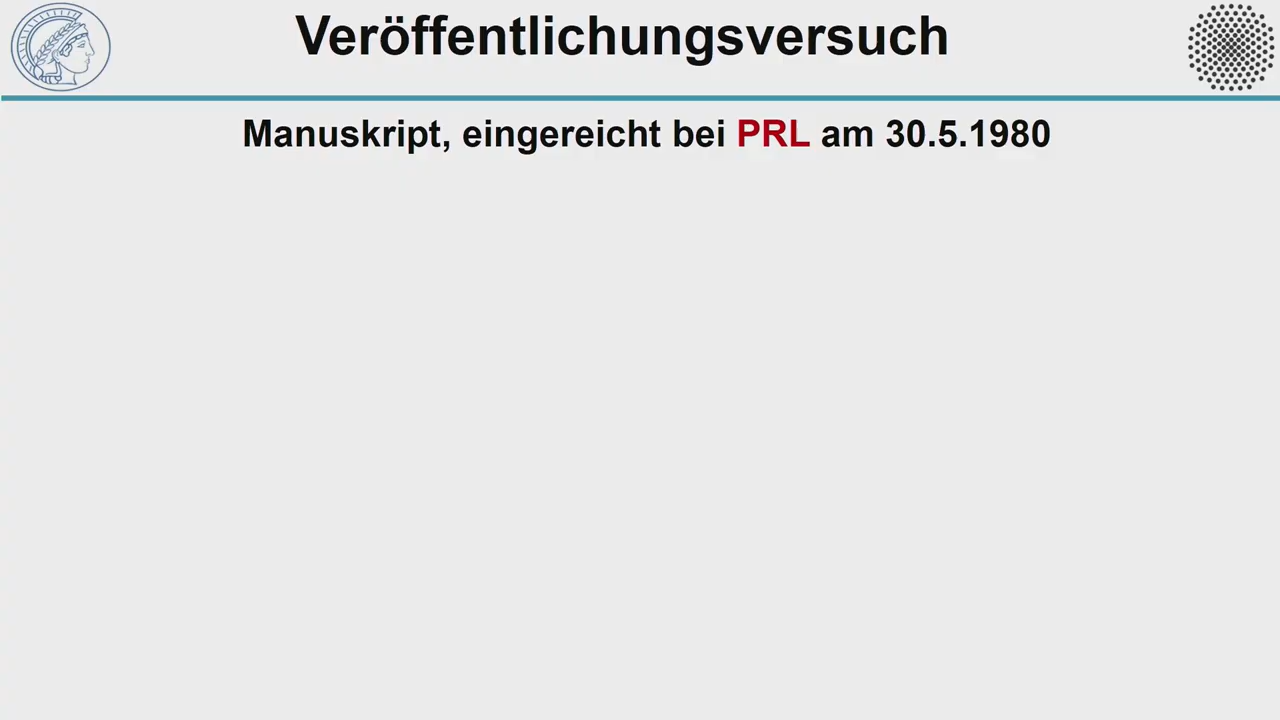 Veröffentlichungsversuch
Manuskript, eingereicht bei PRL am 30.5.1980